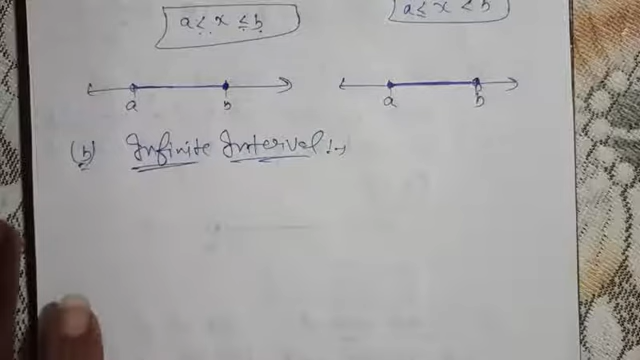 a ≤ x ≤ b
a ≤ x < b
a b
a b
(b) Infinite Interval :→